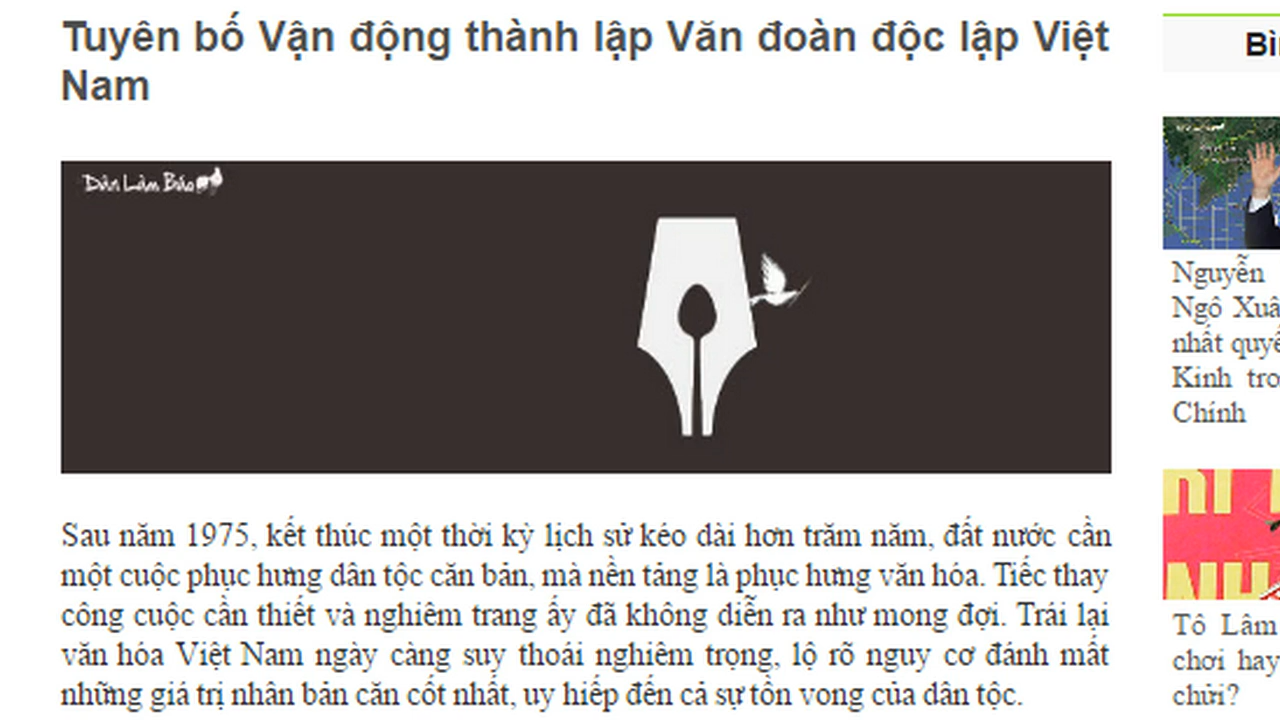 Tuyên bố Vận động thành lập Văn đoàn độc lập Việt
Nam
Dân Làm Báo
Sau năm 1975, kết thúc một thời kỳ lịch sử kéo dài hơn trăm năm, đất nước cần
một cuộc phục hưng dân tộc căn bản, mà nền tảng là phục hưng văn hóa. Tiếc thay
công cuộc cần thiết và nghiêm trang ấy đã không diễn ra như mong đợi. Trái lại
văn hóa Việt Nam ngày càng suy thoái nghiêm trọng, lộ rõ nguy cơ đánh mất
những giá trị nhân bản căn cốt nhất, uy hiếp đến cả sự tồn vong của dân tộc.
Nguyễn
Ngô
nhất
Kinh
Chính
Tô Lâm
chơi hay
chửi?